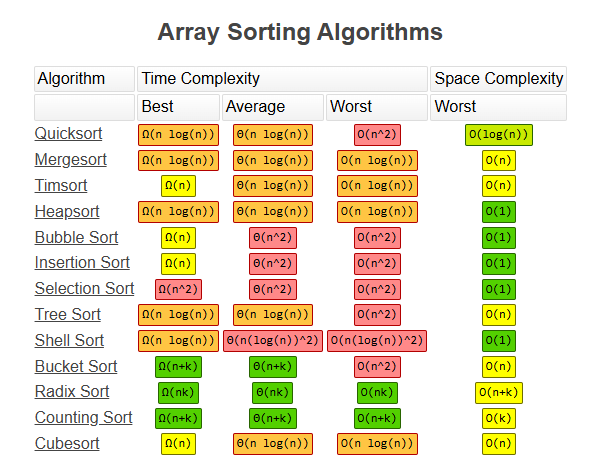 Array Sorting Algorithms
Algorithm Time Complexity Space Complexity
Best Average Worst Worst
Quicksort Ω(n log(n)) Θ(n log(n)) O(n^2) O(log(n))
Mergesort Ω(n log(n)) Θ(n log(n)) O(n log(n)) O(n)
Timsort Ω(n) Θ(n log(n)) O(n log(n)) O(n)
Heapsort Ω(n log(n)) Θ(n log(n)) O(n log(n)) O(1)
Bubble Sort Ω(n) Θ(n^2) O(n^2) O(1)
Insertion Sort Ω(n) Θ(n^2) O(n^2) O(1)
Selection Sort Ω(n^2) Θ(n^2) O(n^2) O(1)
Tree Sort Ω(n log(n)) Θ(n log(n)) O(n^2) O(n)
Shell Sort Ω(n log(n)) Θ(n(log(n))^2) O(n(log(n))^2) O(1)
Bucket Sort Ω(n+k) Θ(n+k) O(n^2) O(n)
Radix Sort Ω(nk) Θ(nk) O(nk) O(n+k)
Counting Sort Ω(n+k) Θ(n+k) O(n+k) O(k)
Cubesort Ω(n) Θ(n log(n)) O(n log(n)) O(n)